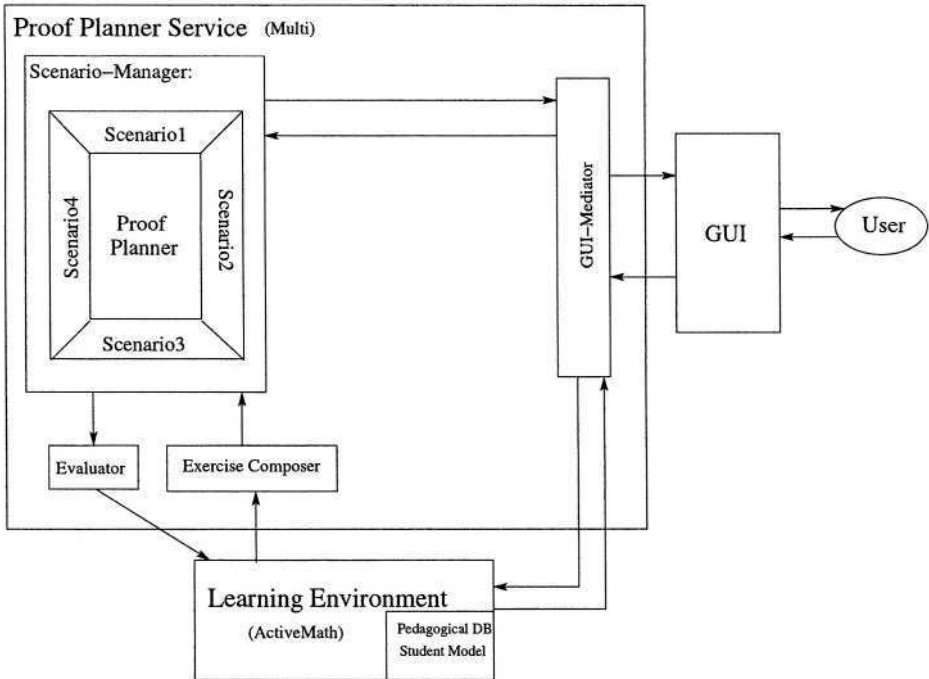 Proof Planner Service (Multi)
Scenario-Manager:
Scenario1
Scenario4
Proof
Planner
Scenario2
Scenario3
GUI-Mediator
GUI
User
Evaluator
Exercise Composer
Learning Environment
(ActiveMath)
Pedagogical DB
Student Model